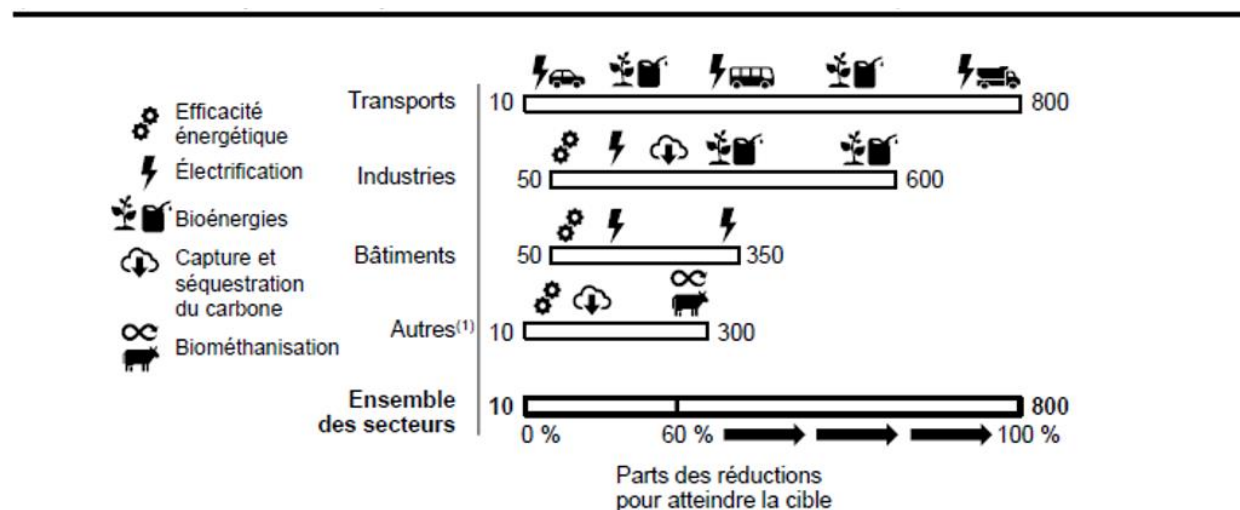 Efficacité
énergétique
Électrification
Bioénergies
Capture et
séquestration
du carbone
Biométhanisation
Transports 10 800
Industries 50 600
Bâtiments 50 350
Autres(1) 10 300
Ensemble
des secteurs 10 800
0 % 60 % 100 %
Parts des réductions
pour atteindre la cible